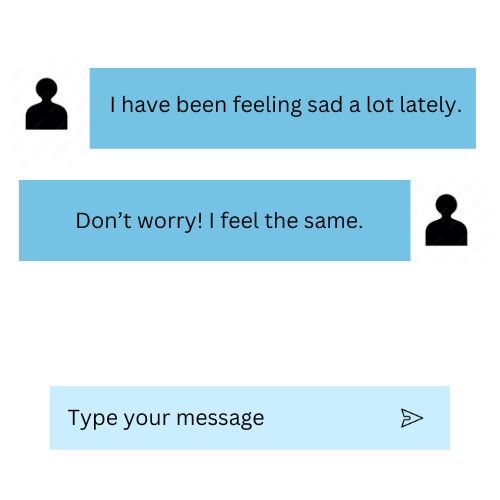 I have been feeling sad a lot lately.
Don’t worry! I feel the same.
Type your message